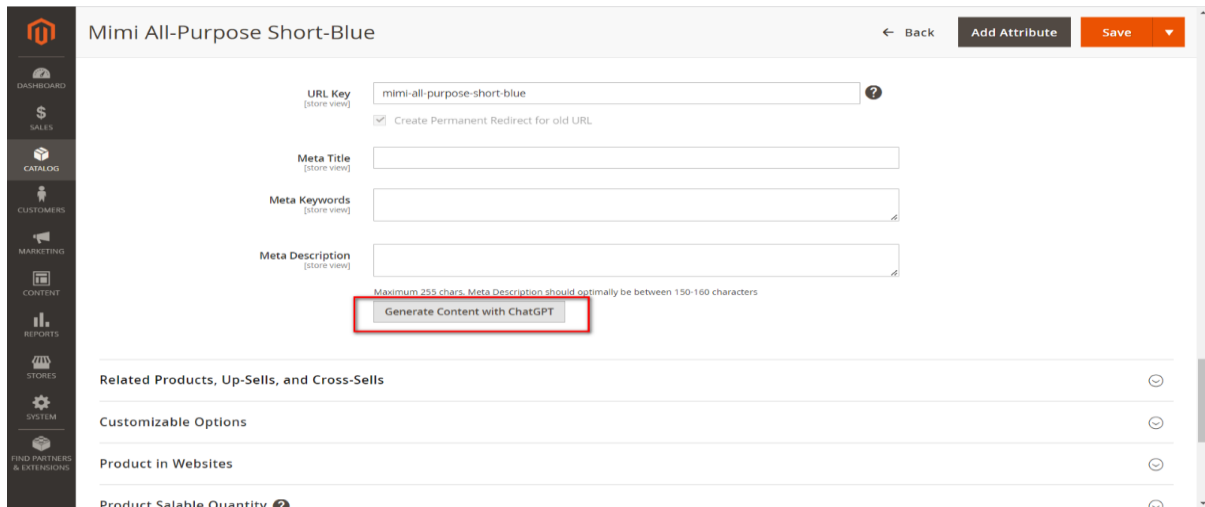 Mimi All-Purpose Short-Blue
← Back
Add Attribute
Save
DASHBOARD
SALES
CATALOG
CUSTOMERS
MARKETING
CONTENT
REPORTS
STORES
SYSTEM
FIND PARTNERS
& EXTENSIONS
URL Key
[store view]
mimi-all-purpose-short-blue
?
Create Permanent Redirect for old URL
Meta Title
[store view]
Meta Keywords
[store view]
Meta Description
[store view]
Maximum 255 chars. Meta Description should optimally be between 150-160 characters
Generate Content with ChatGPT
Related Products, Up-Sells, and Cross-Sells
Customizable Options
Product in Websites
Product Salable Quantity ?